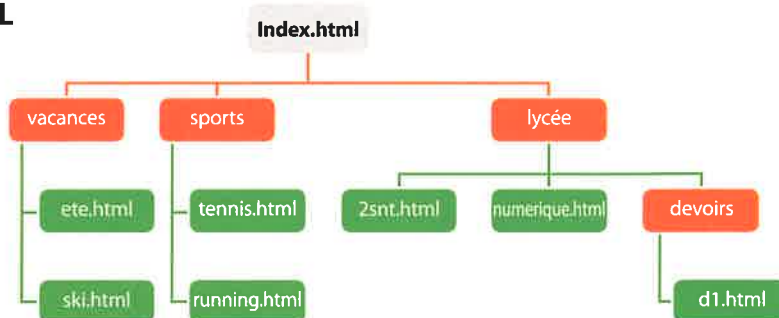 L
Index.html
vacances
sports
lycée
ete.html
tennis.html
2snt.html
numerique.html
devoirs
ski.html
running.html
d1.html